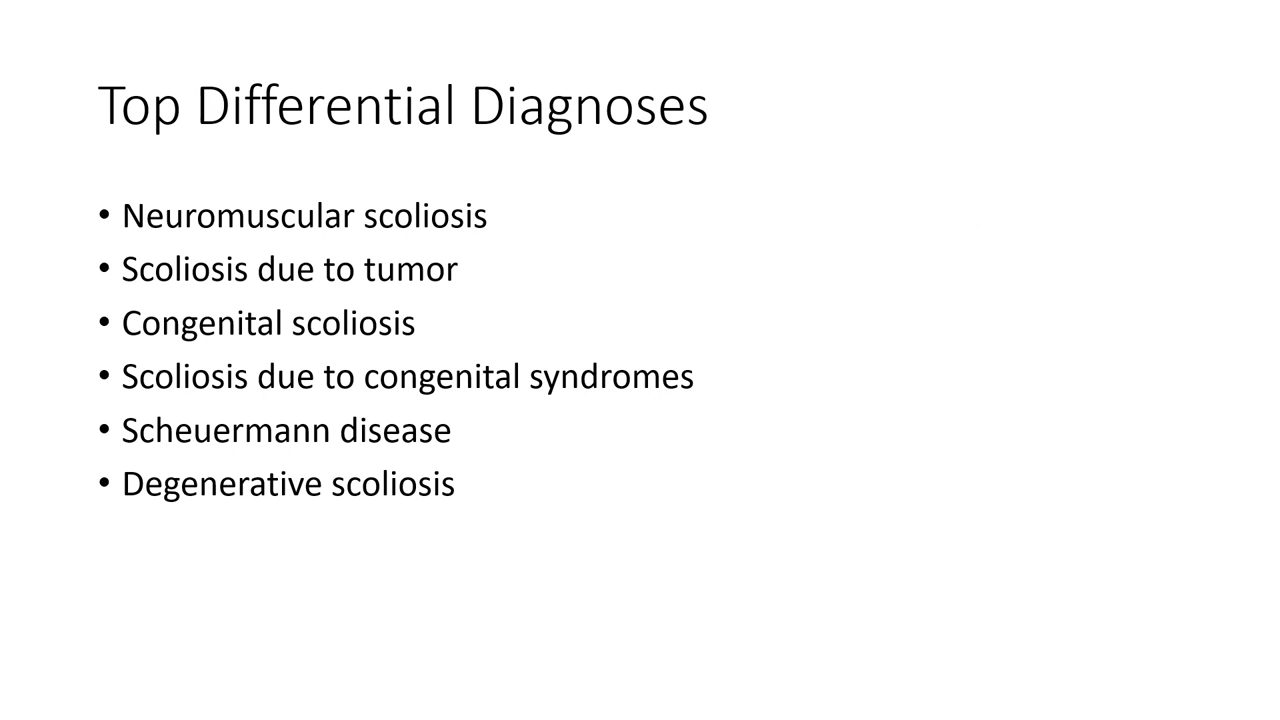 Top Differential Diagnoses
• Neuromuscular scoliosis
• Scoliosis due to tumor
• Congenital scoliosis
• Scoliosis due to congenital syndromes
• Scheuermann disease
• Degenerative scoliosis